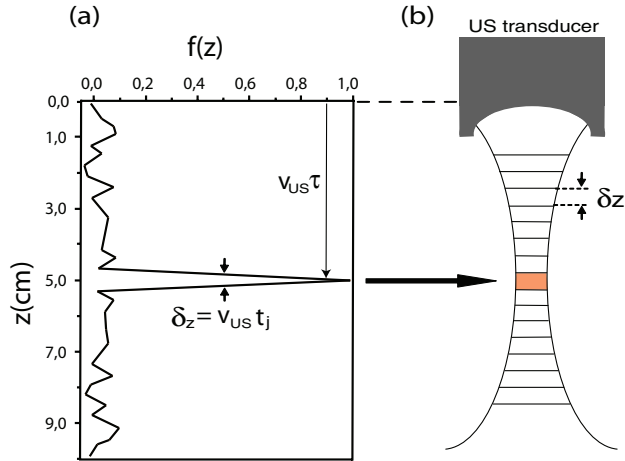 (a)
f(z)
0,0 0,2 0,4 0,6 0,8 1,0
0,0
1,0
3,0
5,0
7,0
9,0
z(cm)
v_US τ
δ_z = v_US t_j
(b)
US transducer
δz